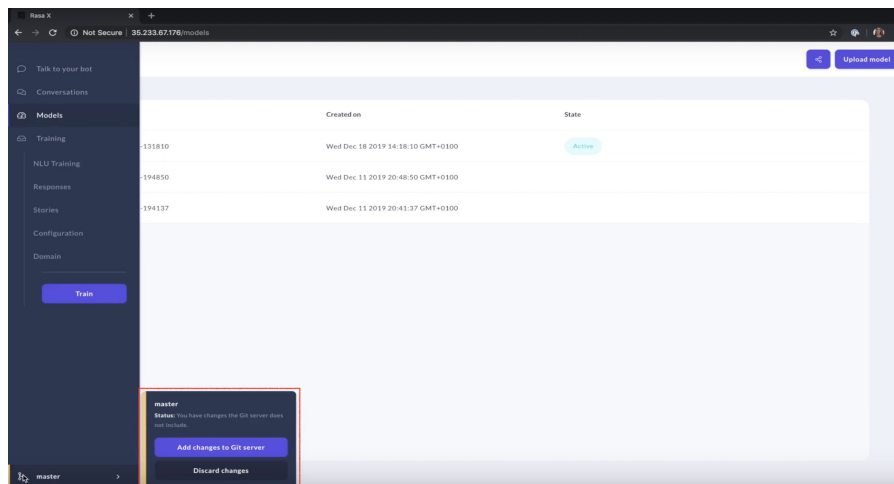 Rasa X
Not Secure | 35.233.67.176/models
Talk to your bot
Conversations
Models
Training
NLU Training
Responses
Stories
Configuration
Domain
Train
master
Upload model
Created on State
-131810 Wed Dec 18 2019 14:18:10 GMT+0100 Active
-194850 Wed Dec 11 2019 20:48:50 GMT+0100
-194137 Wed Dec 11 2019 20:41:37 GMT+0100
master
Status: You have changes the Git server does
not include.
Add changes to Git server
Discard changes